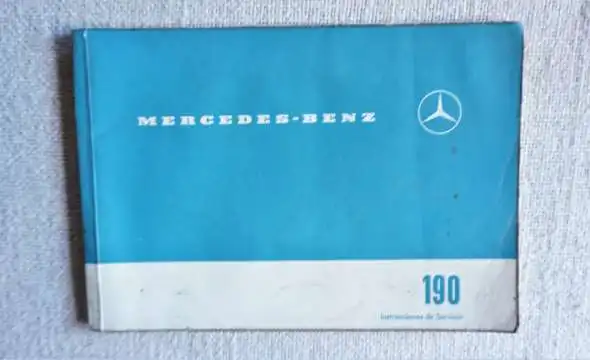 MERCEDES-BENZ
190
Instrucciones de Servicio